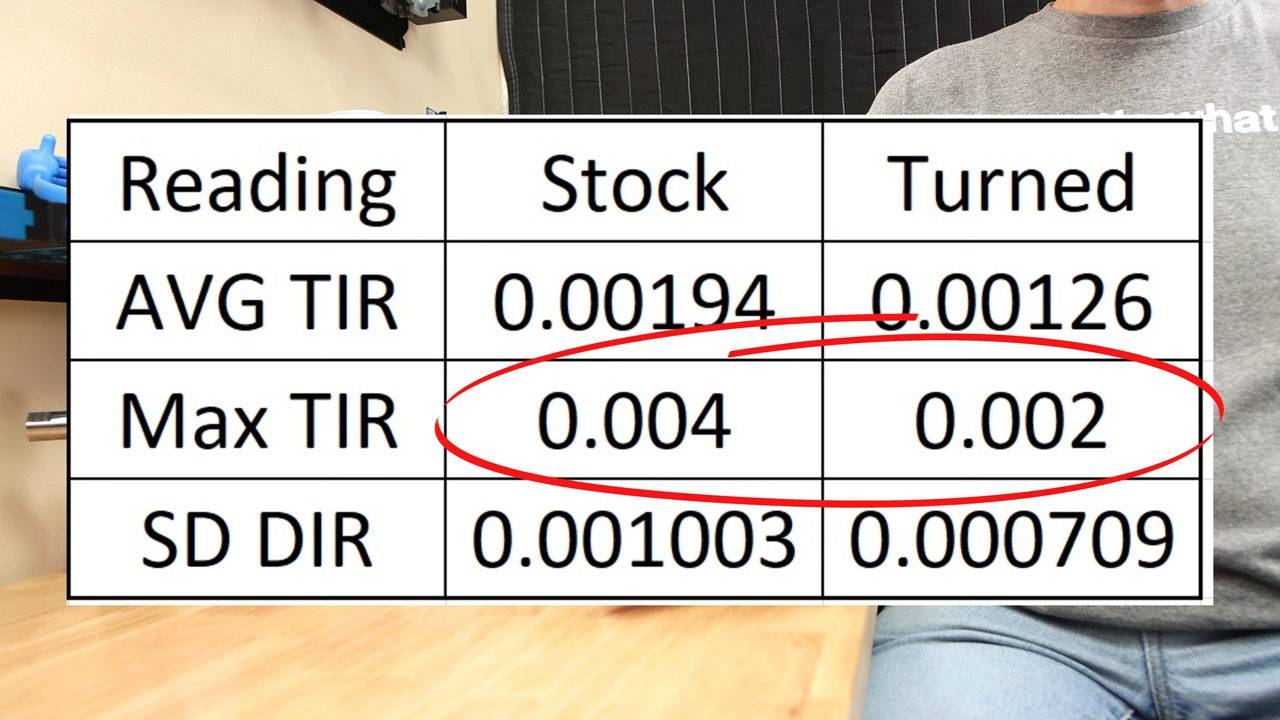 what
Reading Stock Turned
AVG TIR 0.00194 0.00126
Max TIR 0.004 0.002
SD DIR 0.001003 0.000709